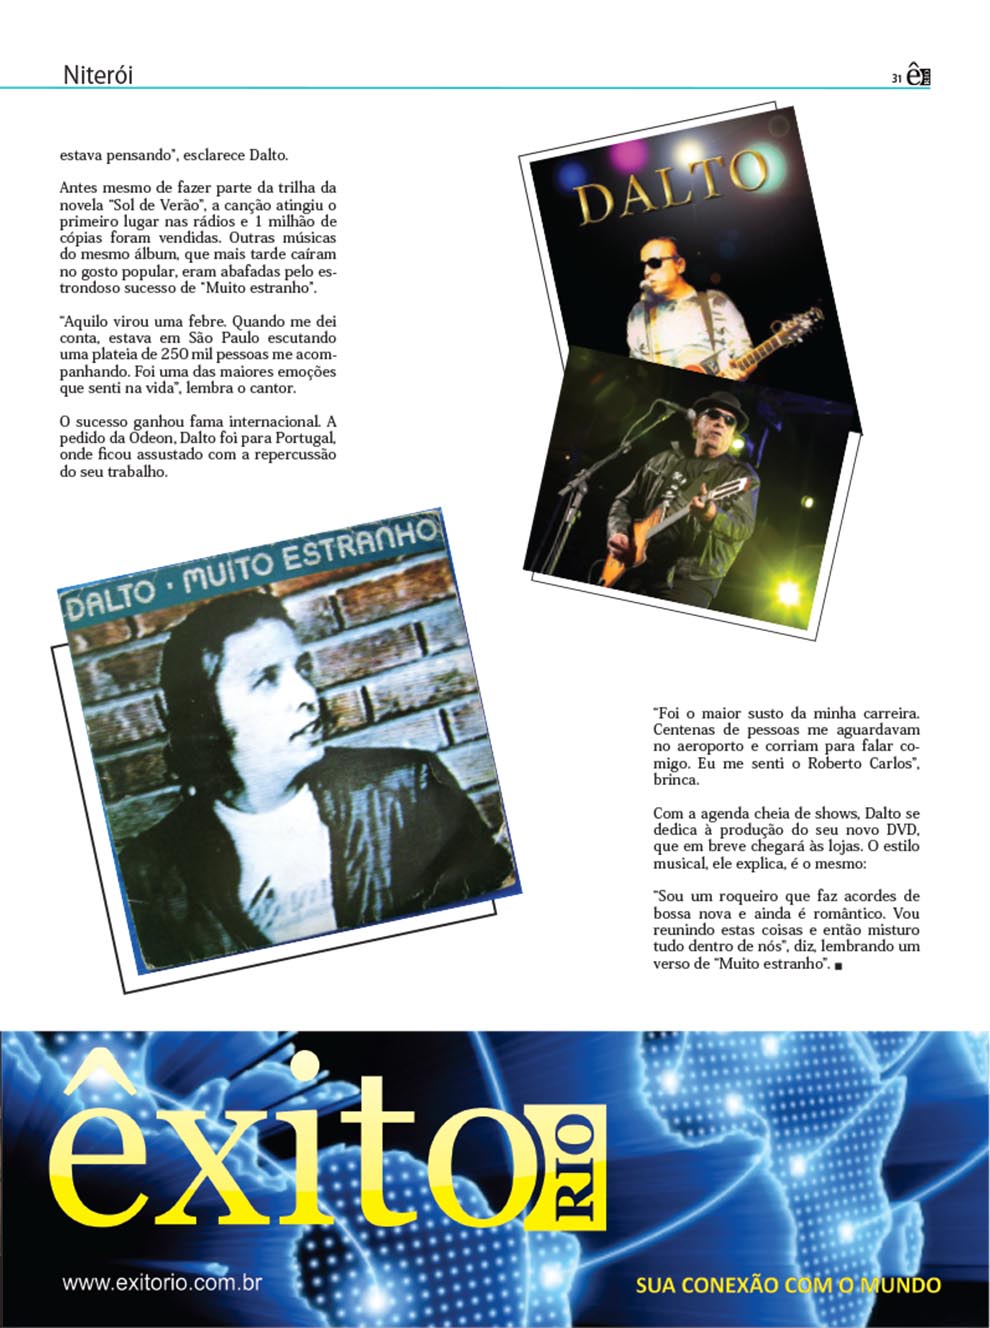 Niterói
31 ê RIO
estava pensando", esclarece Dalto.
Antes mesmo de fazer parte da trilha da
novela "Sol de Verão", a canção atingiu o
primeiro lugar nas rádios e 1 milhão de
cópias foram vendidas. Outras músicas
do mesmo álbum, que mais tarde caíram
no gosto popular, eram abafadas pelo es-
trondoso sucesso de "Muito estranho".
"Aquilo virou uma febre. Quando me dei
conta, estava em São Paulo escutando
uma plateia de 250 mil pessoas me acom-
panhando. Foi uma das maiores emoções
que senti na vida", lembra o cantor.
O sucesso ganhou fama internacional. A
pedido da Odeon, Dalto foi para Portugal,
onde ficou assustado com a repercussão
do seu trabalho.
DALTO
DALTO · MUITO ESTRANHO
"Foi o maior susto da minha carreira.
Centenas de pessoas me aguardavam
no aeroporto e corriam para falar co-
migo. Eu me senti o Roberto Carlos",
brinca.
Com a agenda cheia de shows, Dalto se
dedica à produção do seu novo DVD,
que em breve chegará às lojas. O estilo
musical, ele explica, é o mesmo:
"Sou um roqueiro que faz acordes de
bossa nova e ainda é romântico. Vou
reunindo estas coisas e então misturo
tudo dentro de nós", diz, lembrando um
verso de "Muito estranho". ■
êxito RIO
www.exitorio.com.br
SUA CONEXÃO COM O MUNDO